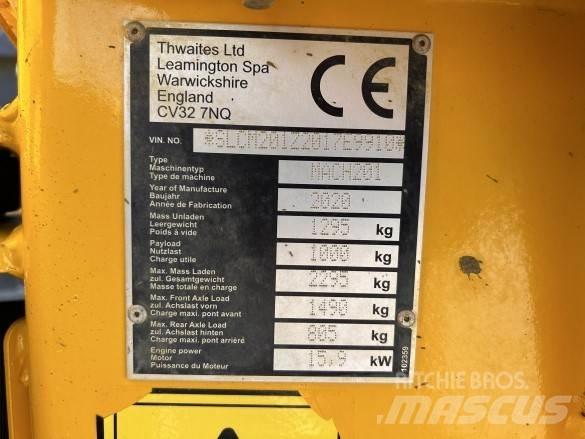 Thwaites Ltd
Leamington Spa
Warwickshire
England
CV32 7NQ
CE
VIN. NO. *SLCM20122017E9910*
Type
Maschinentyp
Type de machine
MACH201
Year of Manufacture
Baujahr
Année de Fabrication
2020
Mass Unladen
Leergewicht
Poids à vide
1295 kg
Payload
Nutzlast
Charge utile
1000 kg
Max. Mass Laden
zul. Gesamtgewicht
Masse totale en charge
2295 kg
Max. Front Axle Load
zul. Achslast vorn
Charge maxi. pont avant
1490 kg
Max. Rear Axle Load
zul. Achslast hinten
Charge maxi. pont arrière
805 kg
Engine power
Motor
Puissance du Moteur
15.9 kW
102359
RITCHIE BROS.
MASCUS